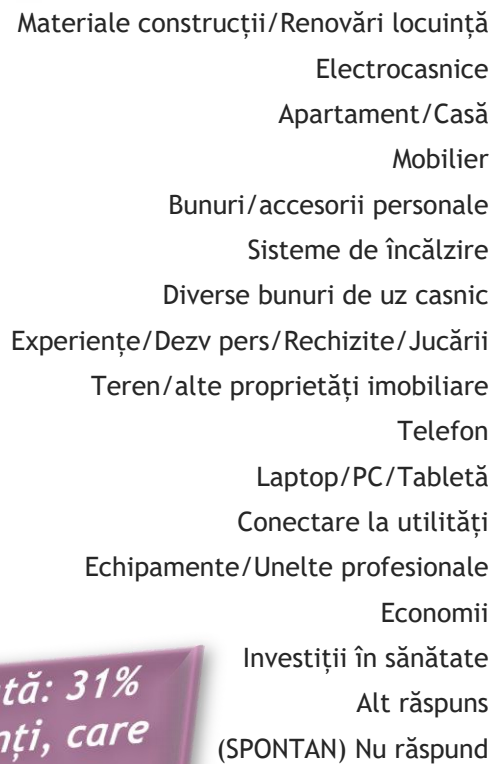 Materiale construcții/Renovări locuință
Electrocasnice
Apartament/Casă
Mobilier
Bunuri/accesorii personale
Sisteme de încălzire
Diverse bunuri de uz casnic
Experiențe/Dezv pers/Rechizite/Jucării
Teren/alte proprietăți imobiliare
Telefon
Laptop/PC/Tabletă
Conectare la utilități
Echipamente/Unelte profesionale
Economii
Investiții în sănătate
Alt răspuns
(SPONTAN) Nu răspund
tă: 31%
nți, care